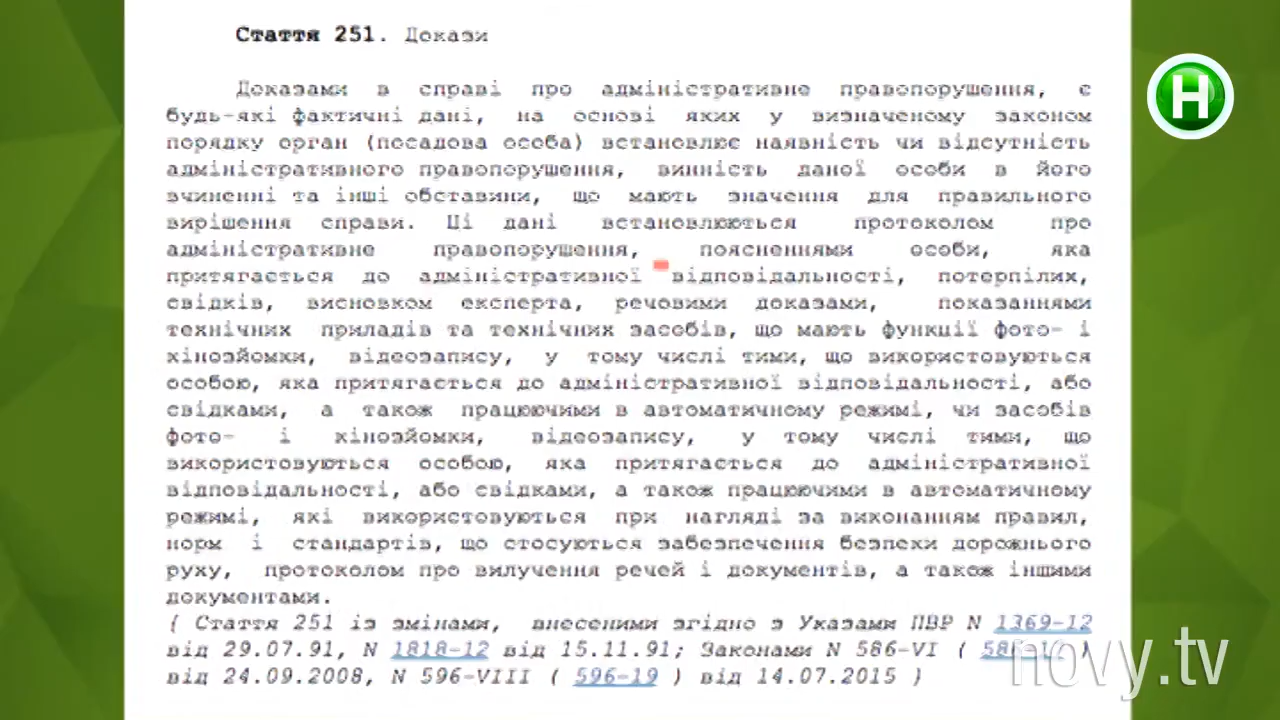 Стаття 251. Докази
Доказами в справі про адміністративне правопорушення, є
будь-які фактичні дані, на основі яких у визначеному законом
порядку орган (посадова особа) встановлює наявність чи відсутність
адміністративного правопорушення, винність даної особи в його
вчиненні та інші обставини, що мають значення для правильного
вирішення справи. Ці дані встановлюються протоколом про
адміністративне правопорушення, поясненнями особи, яка
притягається до адміністративної відповідальності, потерпілих,
свідків, висновком експерта, речовими доказами, показаннями
технічних приладів та технічних засобів, що мають функції фото- і
кінозйомки, відеозапису, у тому числі тими, що використовуються
особою, яка притягається до адміністративної відповідальності, або
свідками, а також працюючими в автоматичному режимі, чи засобів
фото- і кінозйомки, відеозапису, у тому числі тими, що
використовуються особою, яка притягається до адміністративної
відповідальності, або свідками, а також працюючими в автоматичному
режимі, які використовуються при нагляді за виконанням правил,
норм і стандартів, що стосуються забезпечення безпеки дорожнього
руху, протоколом про вилучення речей і документів, а також іншими
документами.
( Стаття 251 із змінами, внесеними згідно з Указами ПВР N 1369-12
від 29.07.91, N 1818-12 від 15.11.91; Законами N 586-VI ( )
від 24.09.2008, N 596-VIII ( 596-19 ) від 14.07.2015 )
Н
novy.tv